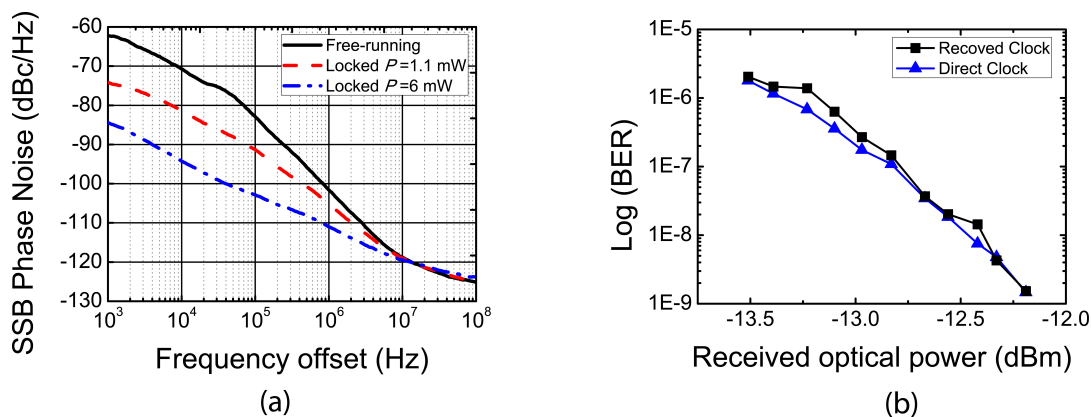 SSB Phase Noise (dBc/Hz)
-60
-70
-80
-90
-100
-110
-120
-130
Free-running
Locked P=1.1 mW
Locked P=6 mW
10^3 10^4 10^5 10^6 10^7 10^8
Frequency offset (Hz)
(a)
Log (BER)
1E-5
1E-6
1E-7
1E-8
1E-9
Recoved Clock
Direct Clock
-13.5 -13.0 -12.5 -12.0
Received optical power (dBm)
(b)